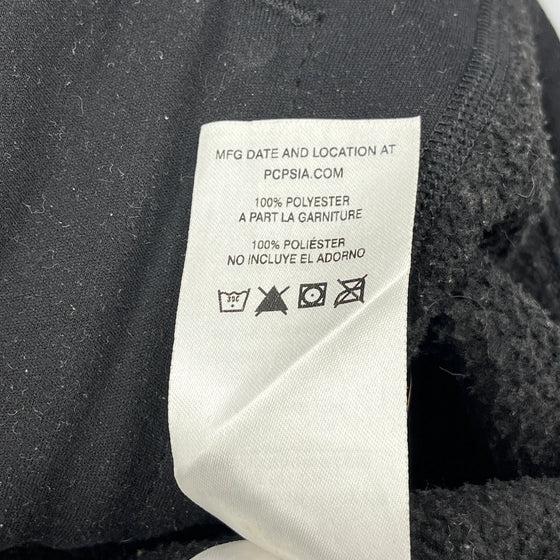 MFG DATE AND LOCATION AT
PCPSIA.COM
100% POLYESTER
A PART LA GARNITURE
100% POLIÉSTER
NO INCLUYE EL ADORNO